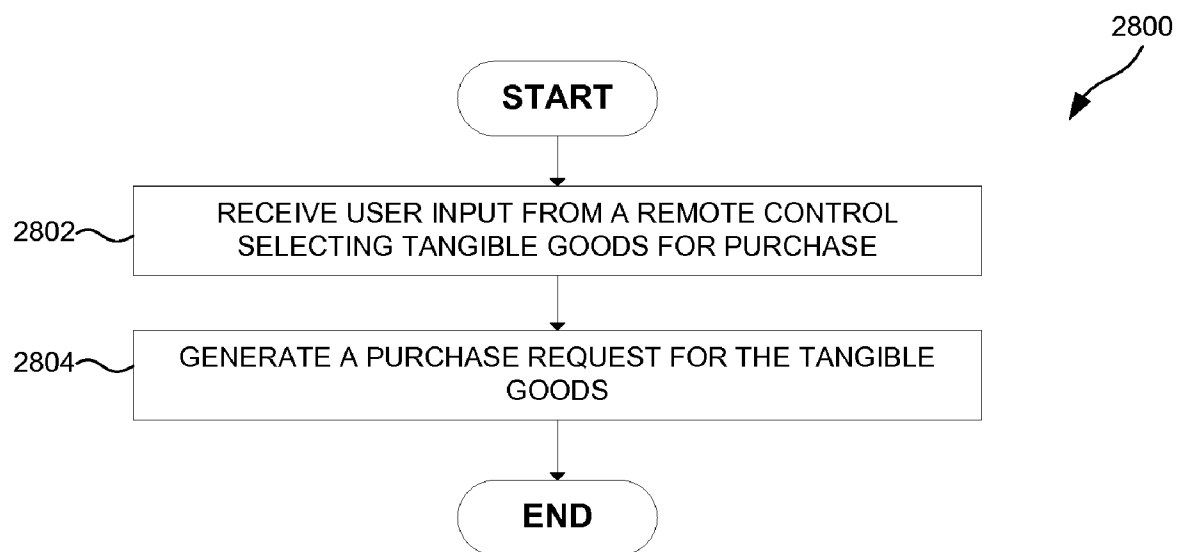 2800
START
2802
RECEIVE USER INPUT FROM A REMOTE CONTROL
SELECTING TANGIBLE GOODS FOR PURCHASE
2804
GENERATE A PURCHASE REQUEST FOR THE TANGIBLE
GOODS
END